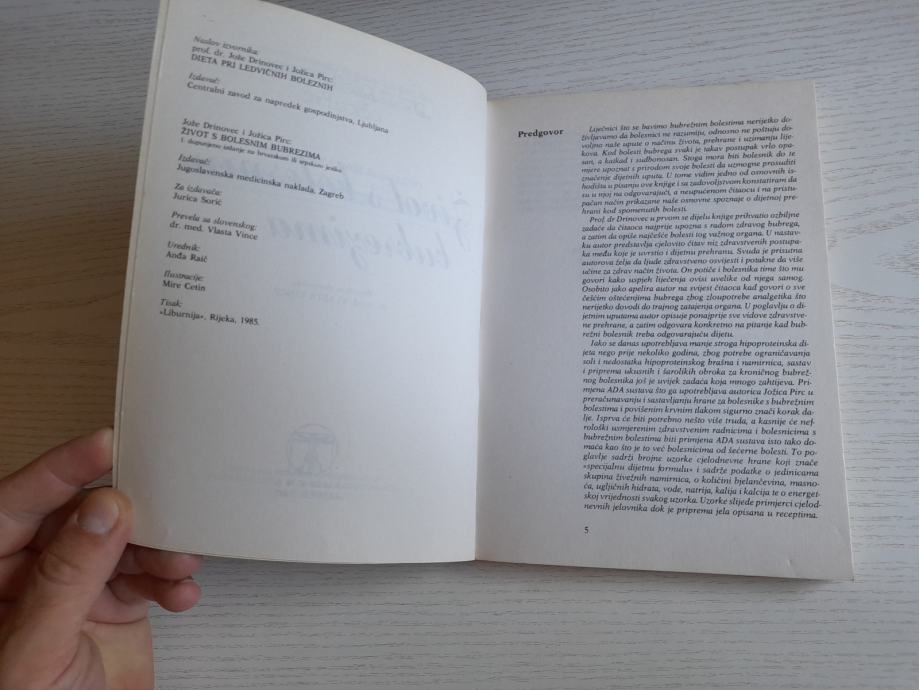 Naslov izvornika:
prof. dr. Jože Drinovec i Jožica Pirc:
DIETA PRI LEDVIČNIH BOLEZNIH
Izdavač:
Centralni zavod za napredek gospodinjstva, Ljubljana
Jože Drinovec i Jožica Pirc:
ŽIVOT S BOLESNIM BUBREZIMA
1. dopunjeno izdanje na hrvatskom ili srpskom jeziku
Izdavač:
Jugoslavenska medicinska naklada, Zagreb
Za izdavača:
Jurica Sorić
Prevela sa slovenskog:
dr. med. Vlasta Vince
Urednik:
Anđa Raič
Ilustracije:
Mire Cetin
Tisak:
»Liburnija«, Rijeka, 1985.
Predgovor
Liječnici što se bavimo bubrežnim bolestima nerijetko do-
življavamo da bolesnici ne razumiju, odnosno ne poštuju do-
voljno naše upute o načinu života, prehrane i uzimanju lije-
kova. Kod bolesti bubrega svaki je takav postupak vrlo opa-
san, a katkad i sudbonosan. Stoga mora biti bolesnik do te
mjere upoznat s prirodom svoje bolesti da uzmogne prosuditi
značenje dijetnih uputa. U tome vidim jedno od osnovnih is-
hodišta u pisanju ove knjige i sa zadovoljstvom konstatiram da
su u njoj na odgovarajući, a neupućenom čitaocu i na pristu-
pačan način prikazane naše osnovne spoznaje o dijetnoj pre-
hrani kod spomenutih bolesti.
Prof. dr Drinovec u prvom se dijelu knjige prihvatio ozbiljne
zadaće da čitaoca najprije upozna s radom zdravog bubrega,
a zatim da opiše najčešće bolesti tog važnog organa. U nastav-
ku autor predstavlja cjelovito čitav niz zdravstvenih postupa-
ka među koje je uvrstio i dijetnu prehranu. Svuda je prisutna
autorova želja da ljude zdravstveno osvijesti i potakne da više
učine za zdrav način života. On potiče i bolesnika time što mu
govori kako uspjeh liječenja ovisi uvelike od njega samog.
Osobito jako apelira autor na svijest čitaoca kad govori o sve
češćim oštećenjima bubrega zbog zloupotrebe analgetika što
nerijetko dovodi do trajnog zatajenja organa. U poglavlju o di-
jetnim uputama autor opisuje ponajprije sve vidove zdravstve-
ne prehrane, a zatim odgovara konkretno na pitanje kad bub-
režni bolesnik treba odgovarajuću dijetu.
Iako se danas upotrebljava manje stroga hipoproteinska di-
jeta nego prije nekoliko godina, zbog potrebe ograničavanja
soli i nedostatka hipoproteinskog brašna i namirnica, sastav
i priprema ukusnih i šarolikih obroka za kroničnog bubrež-
nog bolesnika još je uvijek zadaća koja mnogo zahtijeva. Pri-
mjena ADA sustava što ga upotrebljava autorica Jožica Pirc u
preračunavanju i sastavljanju hrane za bolesnike s bubrežnim
bolestima i povišenim krvnim tlakom sigurno znači korak da-
lje. Isprva će biti potrebno nešto više truda, a kasnije će nef-
rološki usmjerenim zdravstvenim radnicima i bolesnicima s
bubrežnim bolestima biti primjena ADA sustava isto tako do-
maća kao što je to već bolesnicima od šećerne bolesti. To po-
glavlje sadrži brojne uzorke cjelodnevne hrane koji znače
»specijalnu dijetnu formulu« i sadrže podatke o jedinicama
skupina živežnih namirnica, o količini bjelančevina, masno-
ća, ugljičnih hidrata, vode, natrija, kalija i kalcija te o energet-
skoj vrijednosti svakog uzorka. Uzorke slijede primjerci cjelod-
nevnih jelovnika dok je priprema jela opisana u receptima.
5